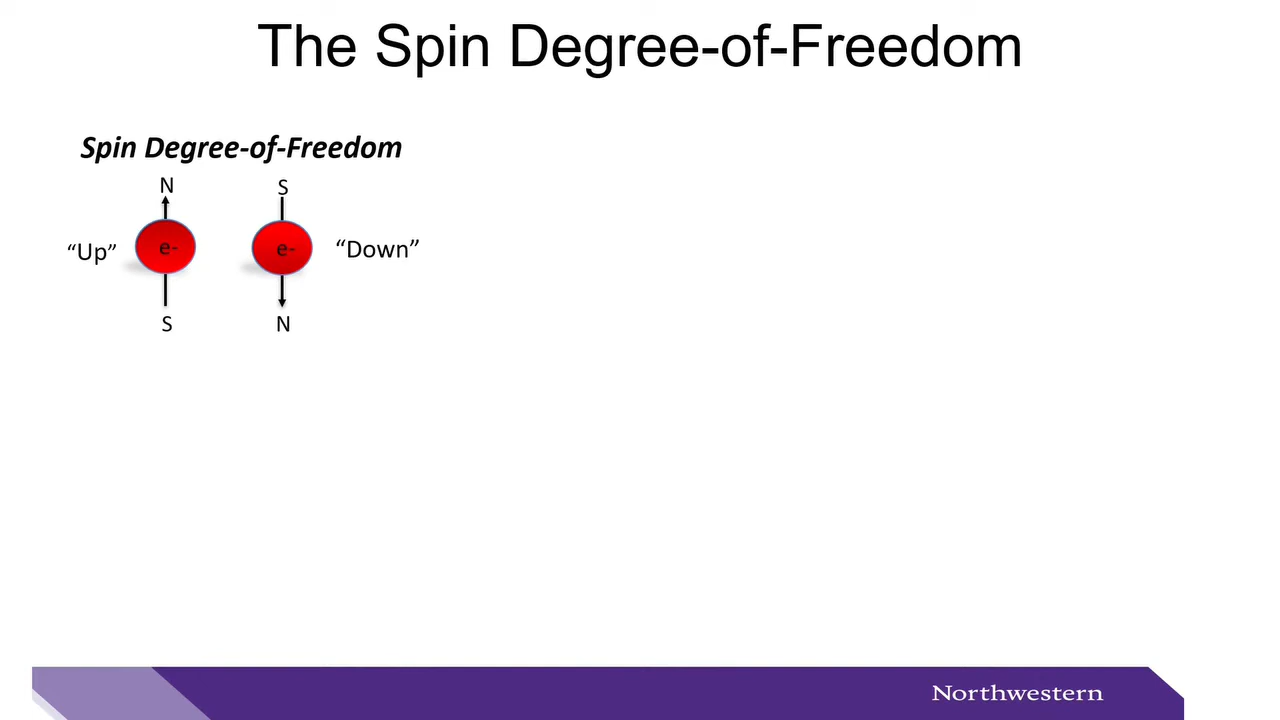 The Spin Degree-of-Freedom
Spin Degree-of-Freedom
N S
“Up” e- e- “Down”
S N
Northwestern